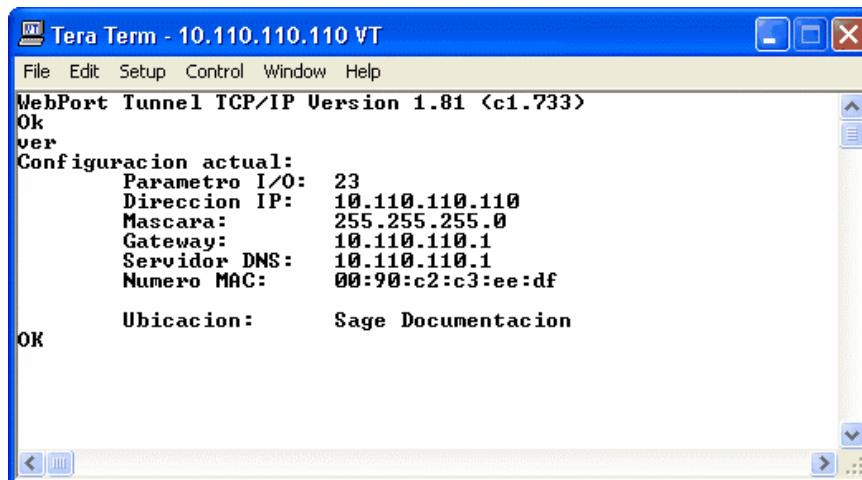 Tera Term - 10.110.110.110 VT
File Edit Setup Control Window Help
WebPort Tunnel TCP/IP Version 1.81 (c1.733)
Ok
ver
Configuracion actual:
Parametro I/O: 23
Direccion IP: 10.110.110.110
Mascara: 255.255.255.0
Gateway: 10.110.110.1
Servidor DNS: 10.110.110.1
Numero MAC: 00:90:c2:c3:ee:df
Ubicacion: Sage Documentacion
OK